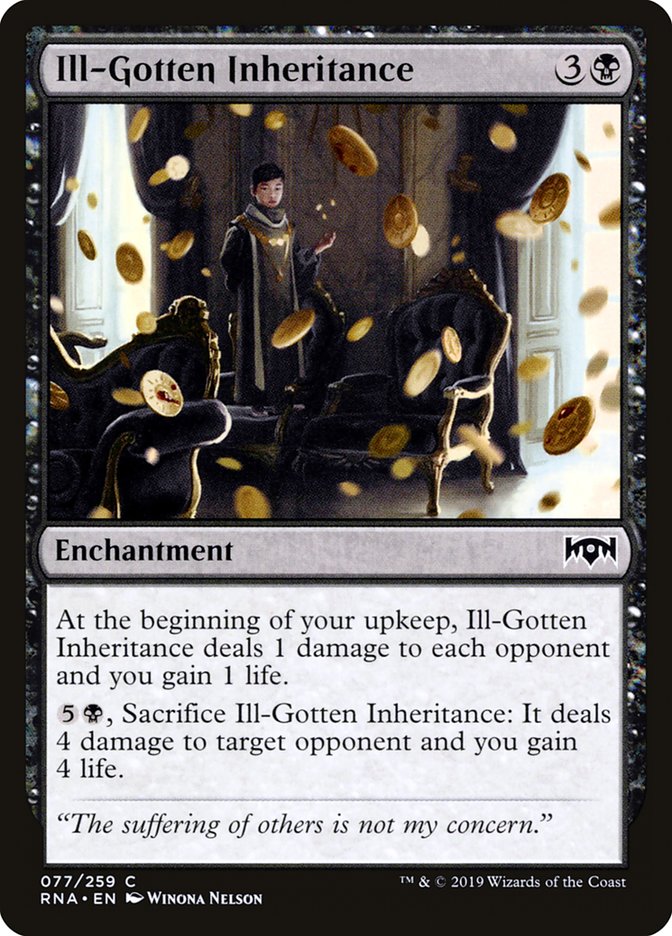 Ill-Gotten Inheritance 3
Enchantment
At the beginning of your upkeep, Ill-Gotten
Inheritance deals 1 damage to each opponent
and you gain 1 life.
5 , Sacrifice Ill-Gotten Inheritance: It deals
4 damage to target opponent and you gain
4 life.
“The suffering of others is not my concern.”
077/259 C ™ & © 2019 Wizards of the Coast
RNA • EN Winona Nelson